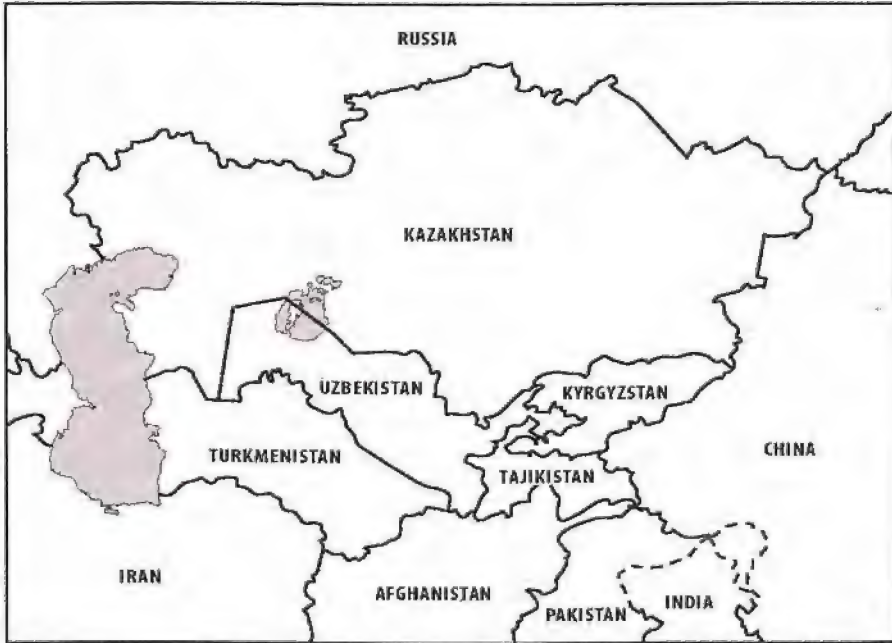 RUSSIA
KAZAKHSTAN
UZBEKISTAN
KYRGYZSTAN
CHINA
TURKMENISTAN
TAJIKISTAN
IRAN
AFGHANISTAN
PAKISTAN
INDIA